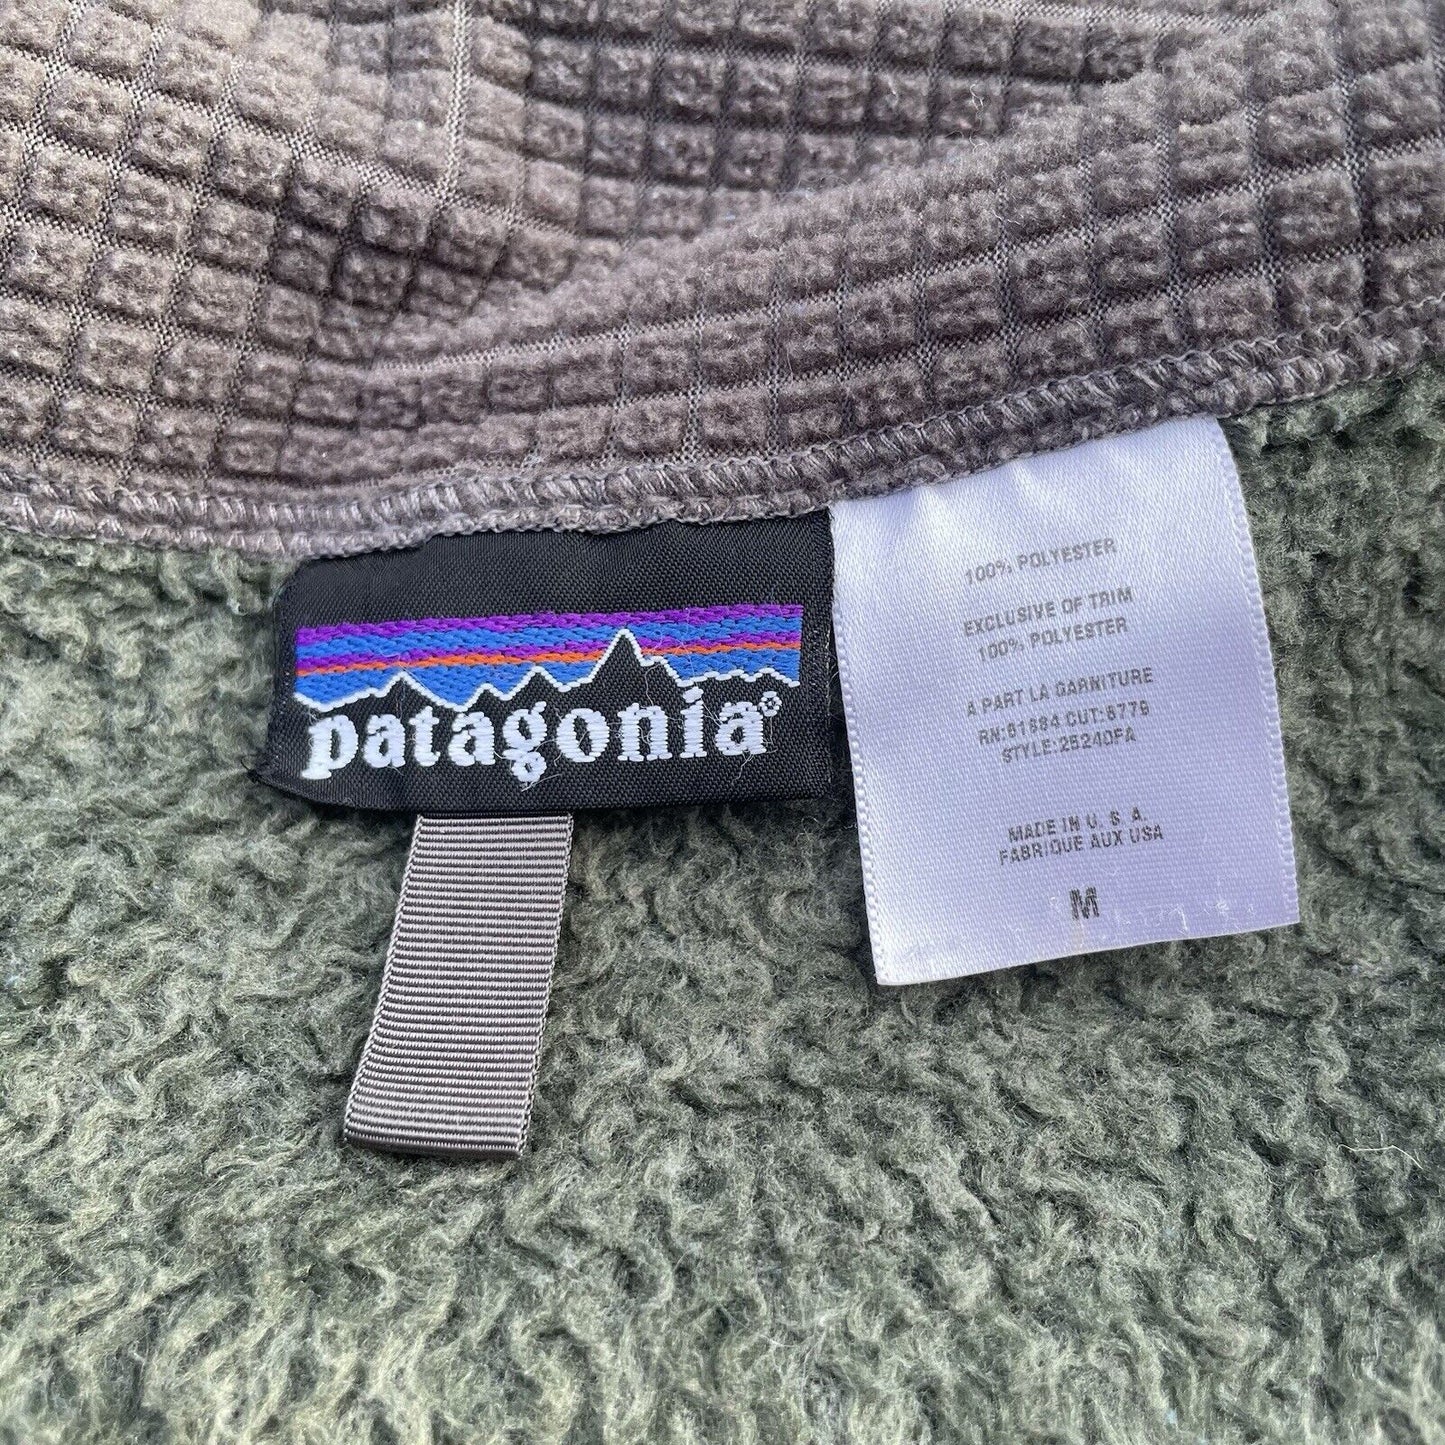 patagonia®
100% POLYESTER
EXCLUSIVE OF TRIM
100% POLYESTER
A PART LA GARNITURE
RN:51884 CUT:8779
STYLE:25240FA
MADE IN U. S. A.
FABRIQUE AUX USA
M